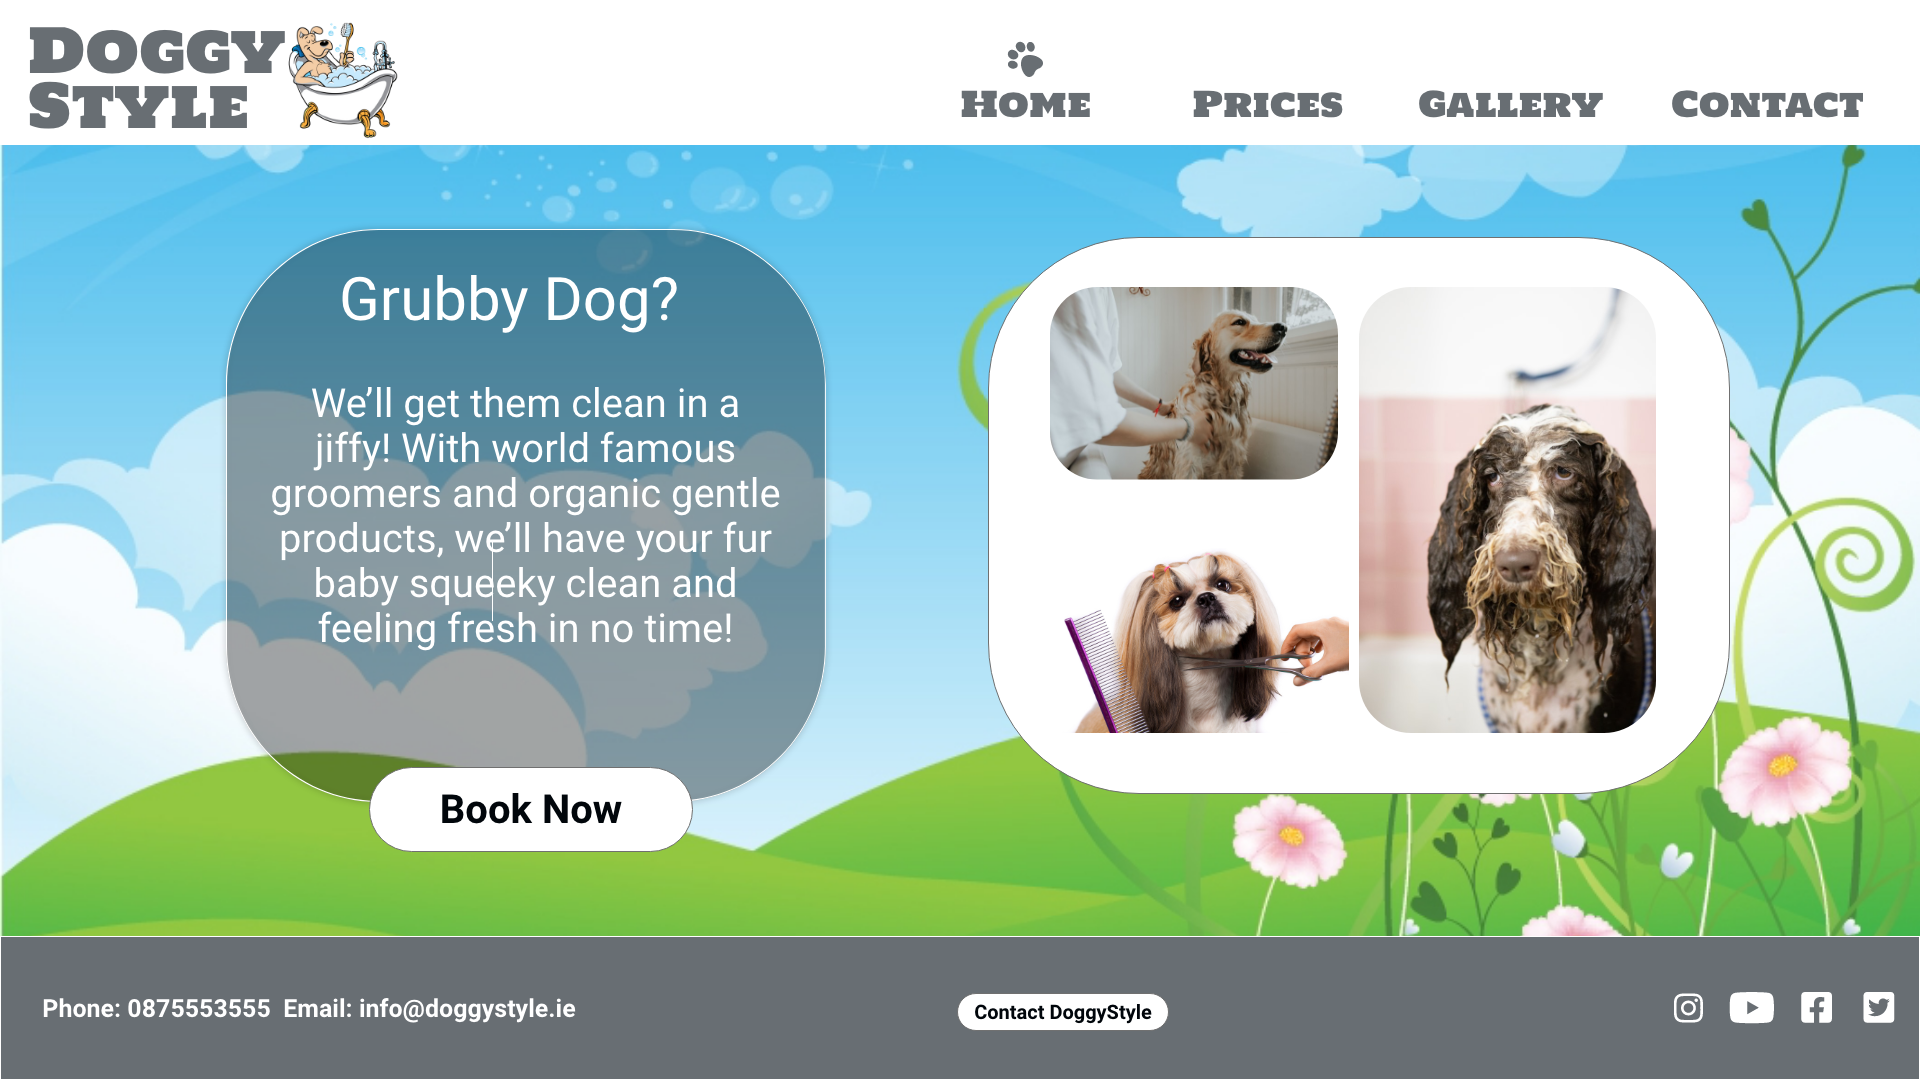 Doggy
Style
Home
Prices
Gallery
Contact
Grubby Dog?
We’ll get them clean in a
jiffy! With world famous
groomers and organic gentle
products, we’ll have your fur
baby squeeky clean and
feeling fresh in no time!
Book Now
Phone: 0875553555  Email: info@doggystyle.ie
Contact DoggyStyle